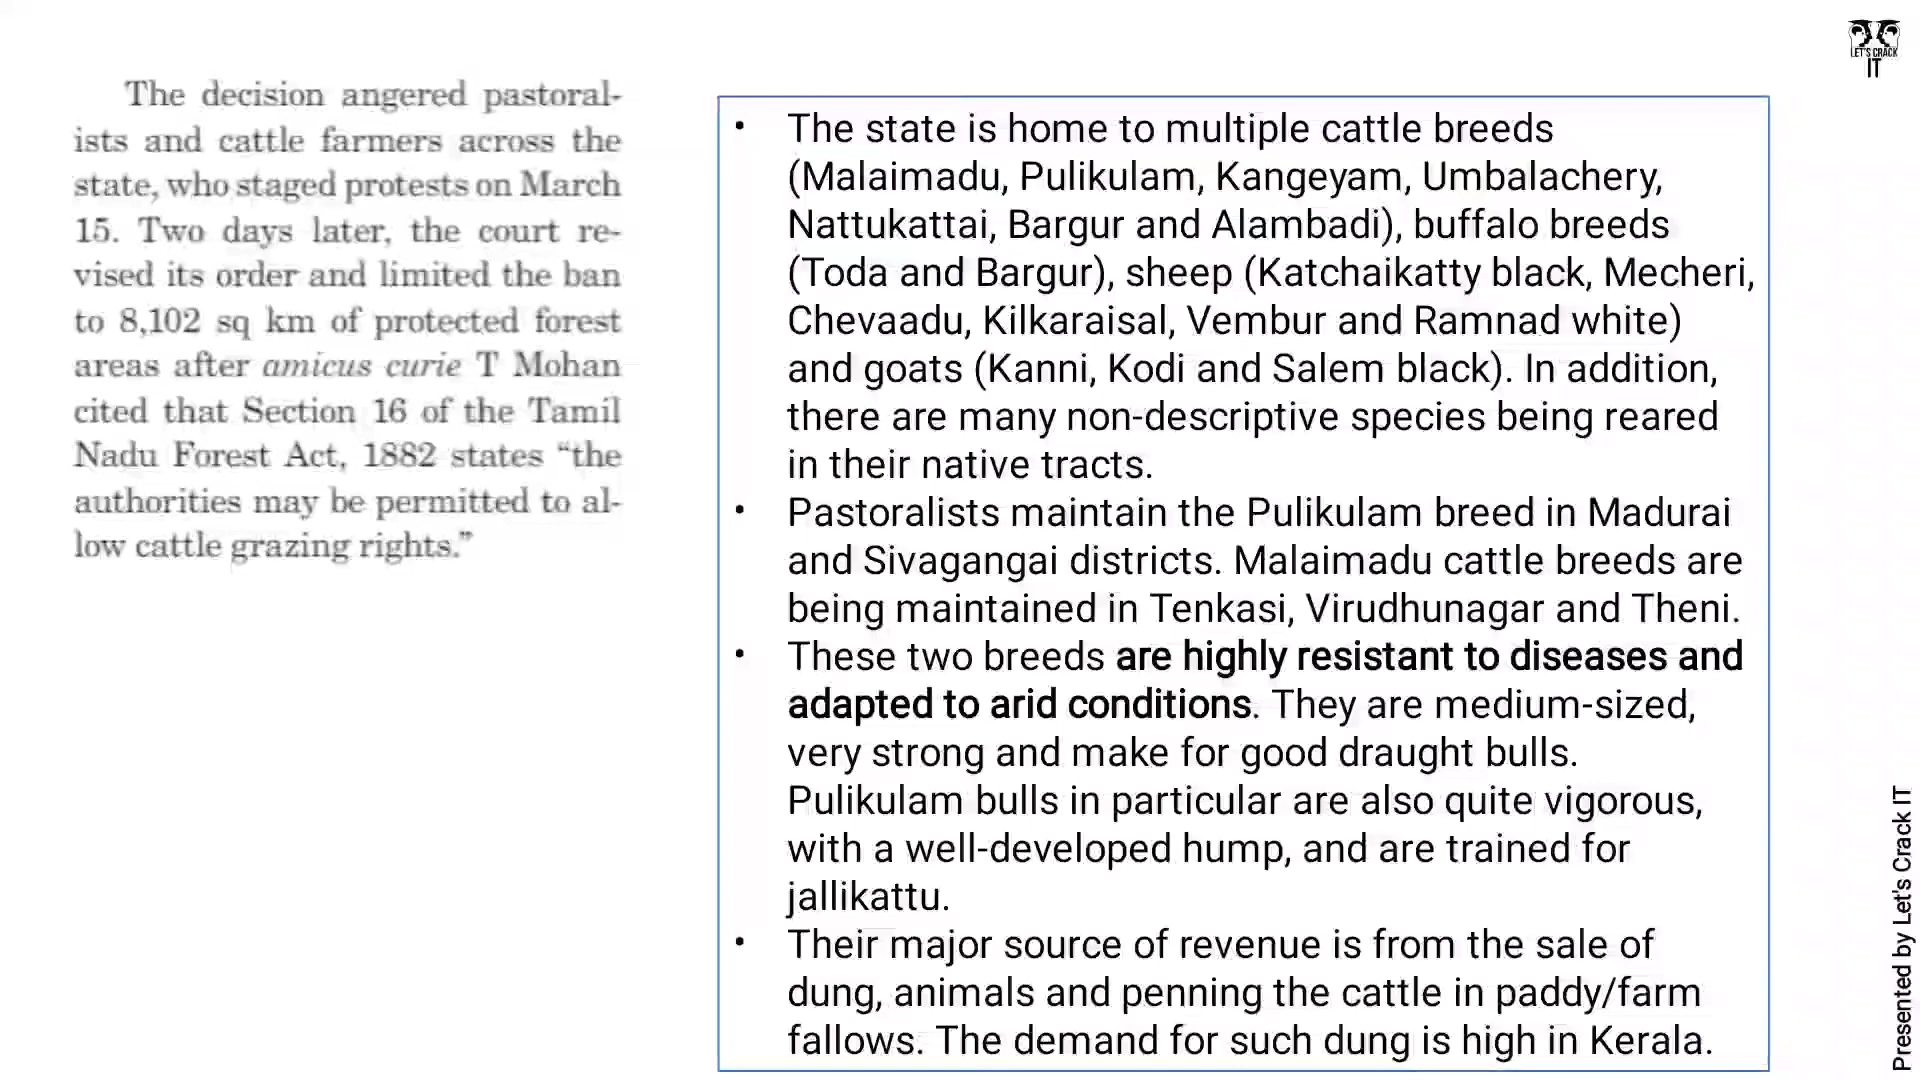 LET'S CRACK
IT
The decision angered pastoral-
ists and cattle farmers across the
state, who staged protests on March
15. Two days later, the court re-
vised its order and limited the ban
to 8,102 sq km of protected forest
areas after amicus curie T Mohan
cited that Section 16 of the Tamil
Nadu Forest Act, 1882 states “the
authorities may be permitted to al-
low cattle grazing rights.”
• The state is home to multiple cattle breeds
(Malaimadu, Pulikulam, Kangeyam, Umbalachery,
Nattukattai, Bargur and Alambadi), buffalo breeds
(Toda and Bargur), sheep (Katchaikatty black, Mecheri,
Chevaadu, Kilkaraisal, Vembur and Ramnad white)
and goats (Kanni, Kodi and Salem black). In addition,
there are many non-descriptive species being reared
in their native tracts.
• Pastoralists maintain the Pulikulam breed in Madurai
and Sivagangai districts. Malaimadu cattle breeds are
being maintained in Tenkasi, Virudhunagar and Theni.
• These two breeds are highly resistant to diseases and
adapted to arid conditions. They are medium-sized,
very strong and make for good draught bulls.
Pulikulam bulls in particular are also quite vigorous,
with a well-developed hump, and are trained for
jallikattu.
• Their major source of revenue is from the sale of
dung, animals and penning the cattle in paddy/farm
fallows. The demand for such dung is high in Kerala.
Presented by Let's Crack IT